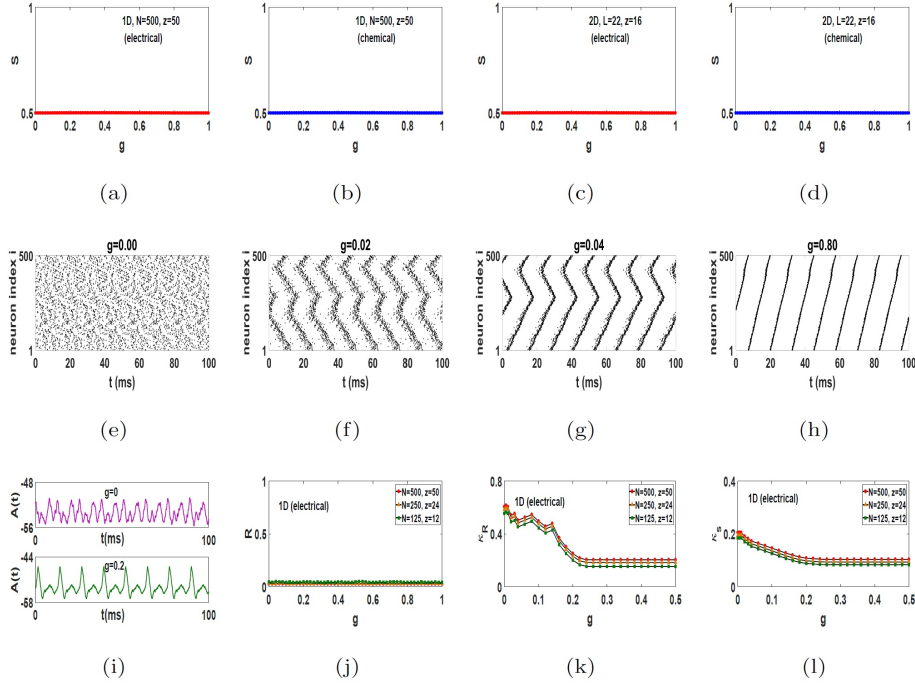 1
1D, N=500, z=50
(electrical)
S
0.5
0 0.2 0.4 0.6 0.8 1
g
(a)
1
1D, N=500, z=50
(chemical)
S
0.5
0 0.2 0.4 0.6 0.8 1
g
(b)
1
2D, L=22, z=16
(electrical)
S
0.5
0 0.2 0.4 0.6 0.8 1
g
(c)
1
2D, L=22, z=16
(chemical)
S
0.5
0 0.2 0.4 0.6 0.8 1
g
(d)
g=0.00
500
neuron index i
1
0 20 40 60 80 100
t (ms)
(e)
g=0.02
500
neuron index i
1
0 20 40 60 80 100
t (ms)
(f)
g=0.04
500
neuron index i
1
0 20 40 60 80 100
t (ms)
(g)
g=0.80
500
neuron index i
1
0 20 40 60 80 100
t (ms)
(h)
-48
g=0
A(t)
-56
0 100
t(ms)
-44
g=0.2
A(t)
-68
0 100
t(ms)
(i)
1
N=500, z=50
N=250, z=24
N=125, z=12
1D (electrical)
R
0.5
0
0 0.2 0.4 0.6 0.8 1
g
(j)
0.8
N=500, z=50
N=250, z=24
N=125, z=12
1D (electrical)
0.4
0
0 0.1 0.2 0.3 0.4 0.5
g
(k)
0.4
N=500, z=50
N=250, z=24
N=125, z=12
1D (electrical)
0.2
0
0 0.1 0.2 0.3 0.4 0.5
g
(l)